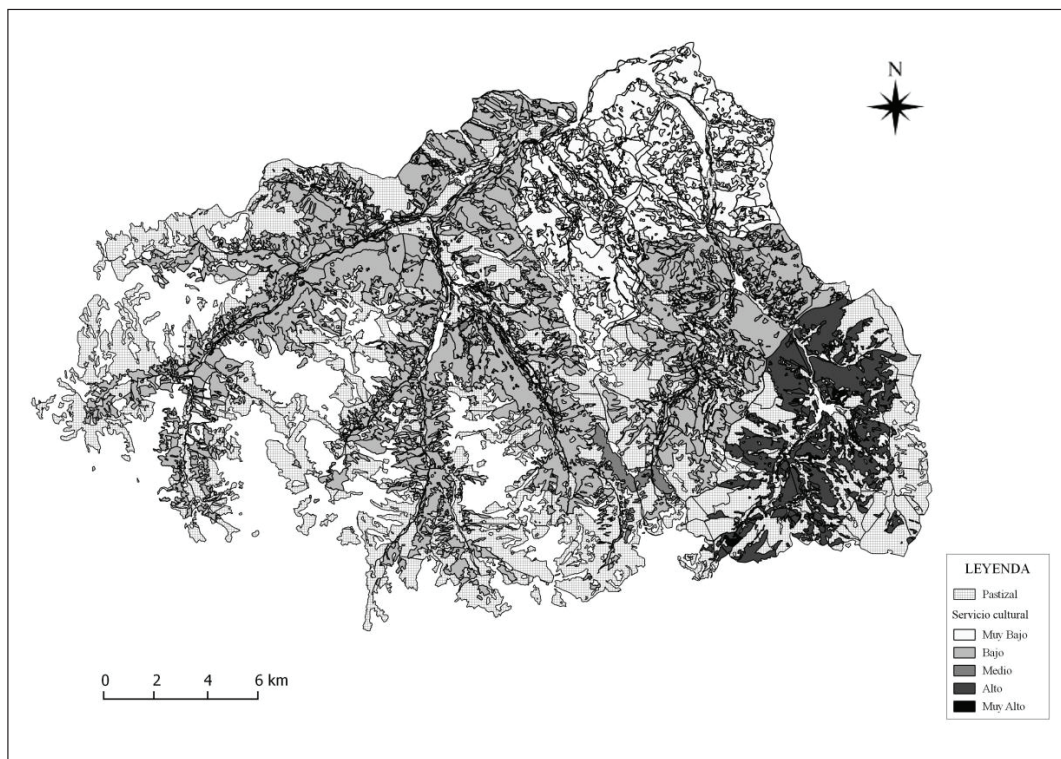 N
LEYENDA
Pastizal
Servicio cultural
Muy Bajo
Bajo
Medio
Alto
Muy Alto
0 2 4 6 km